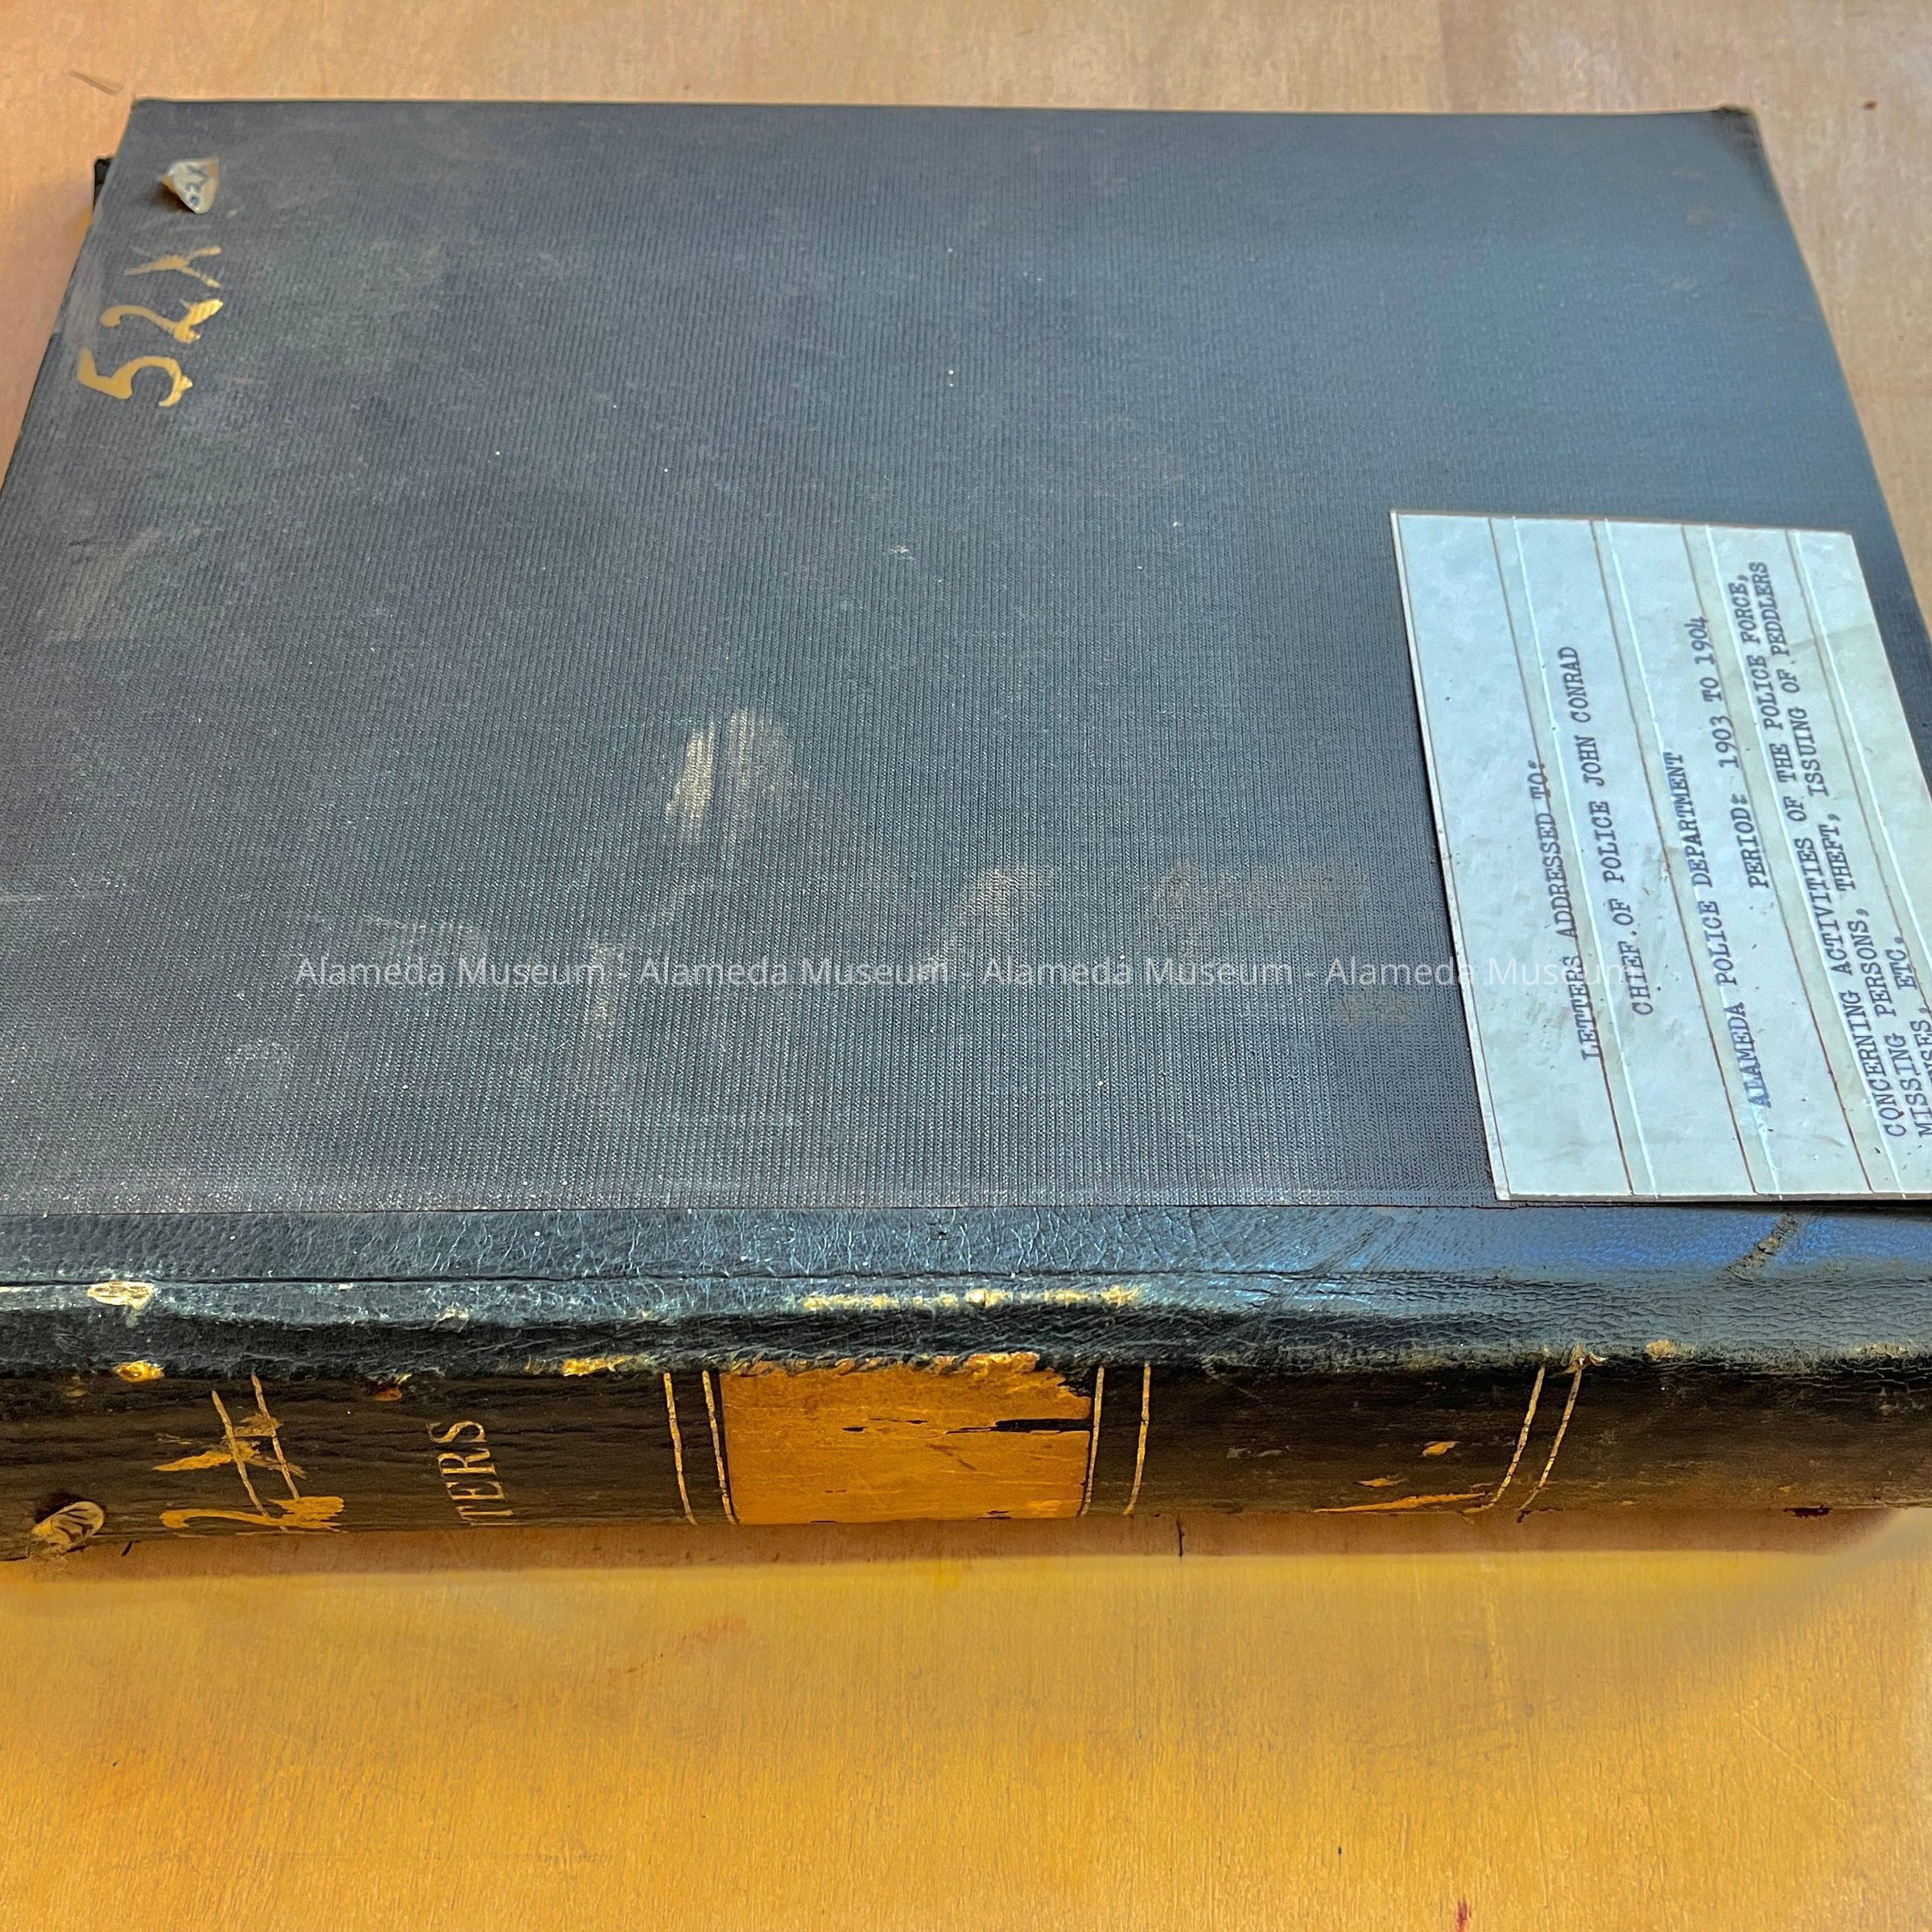 52X
LETTERS ADDRESSED TO:
CHIEF OF POLICE JOHN CONRAD
ALAMEDA POLICE DEPARTMENT
PERIOD: 1903 TO 1904
CONCERNING ACTIVITIES OF THE POLICE FORCE,
MISSING PERSONS, THEFT, ISSUING OF PEDDLERS
ETC.
Alameda Museum - Alameda Museum - Alameda Museum - Alameda Museum
TERS